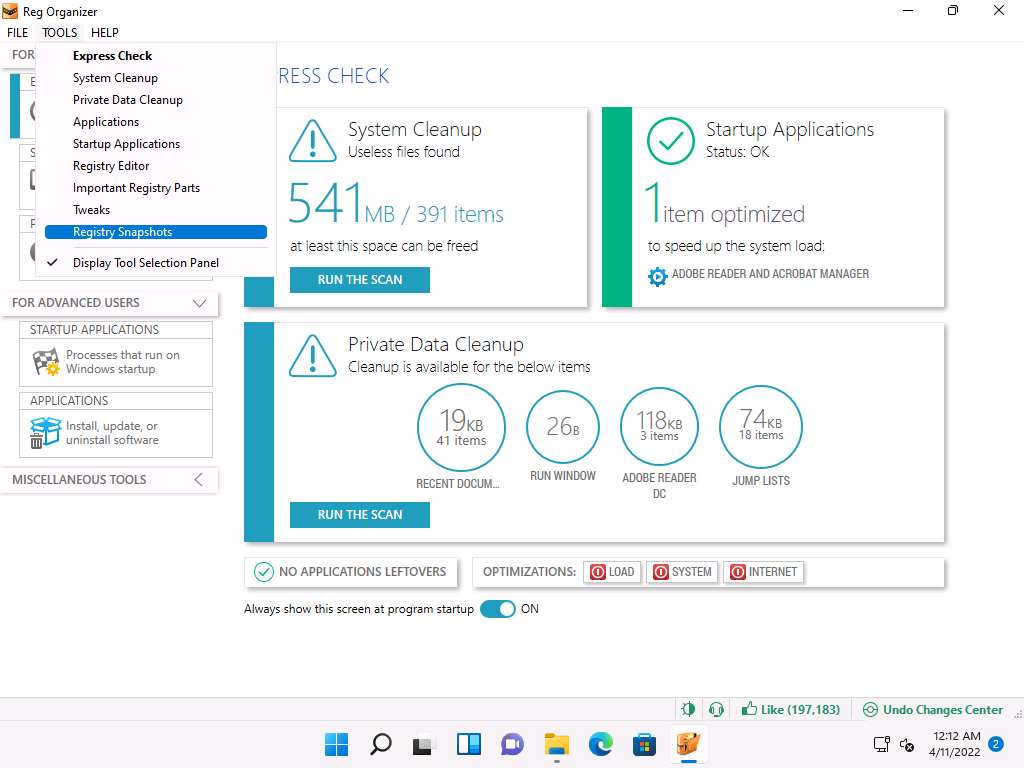 Reg Organizer
FILE TOOLS HELP
Express Check
System Cleanup
Private Data Cleanup
Applications
Startup Applications
Registry Editor
Important Registry Parts
Tweaks
Registry Snapshots
Display Tool Selection Panel
FOR
FOR ADVANCED USERS
STARTUP APPLICATIONS
Processes that run on
Windows startup
APPLICATIONS
Install, update, or
uninstall software
MISCELLANEOUS TOOLS
RESS CHECK
System Cleanup
Useless files found
541MB / 391 items
at least this space can be freed
RUN THE SCAN
Startup Applications
Status: OK
1item optimized
to speed up the system load:
ADOBE READER AND ACROBAT MANAGER
Private Data Cleanup
Cleanup is available for the below items
19KB
41 items
RECENT DOCUM...
26B
RUN WINDOW
118KB
3 items
ADOBE READER
DC
74KB
18 items
JUMP LISTS
RUN THE SCAN
NO APPLICATIONS LEFTOVERS
OPTIMIZATIONS: LOAD SYSTEM INTERNET
Always show this screen at program startup ON
Like (197,183) Undo Changes Center
12:12 AM
4/11/2022
2